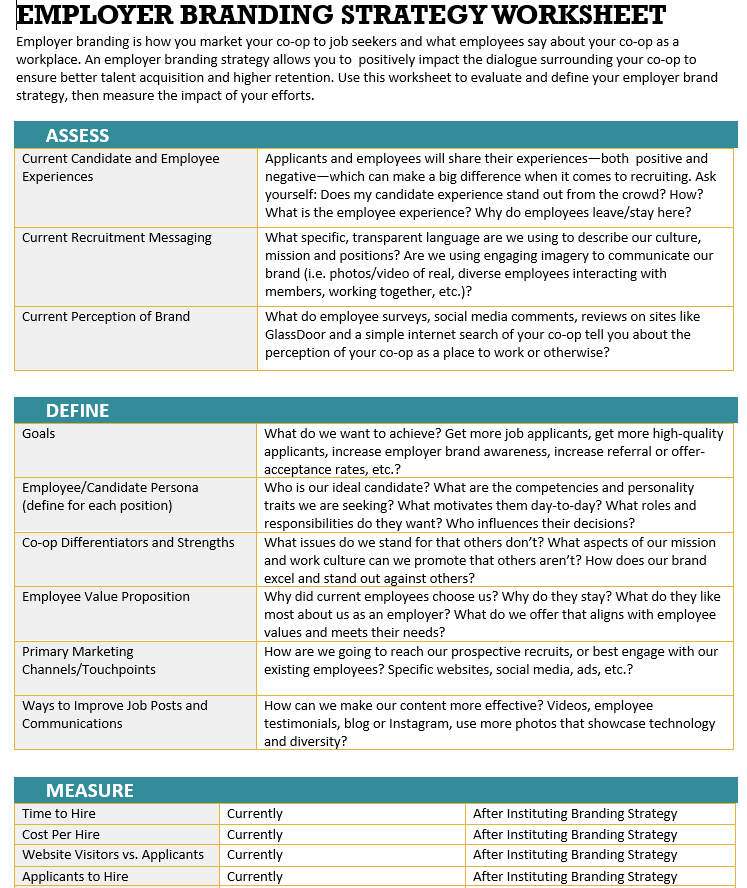 EMPLOYER BRANDING STRATEGY WORKSHEET
Employer branding is how you market your co-op to job seekers and what employees say about your co-op as a
workplace. An employer branding strategy allows you to  positively impact the dialogue surrounding your co-op to
ensure better talent acquisition and higher retention. Use this worksheet to evaluate and define your employer brand
strategy, then measure the impact of your efforts.
ASSESS
Current Candidate and Employee
Experiences
Applicants and employees will share their experiences—both  positive and
negative—which can make a big difference when it comes to recruiting. Ask
yourself: Does my candidate experience stand out from the crowd? How?
What is the employee experience? Why do employees leave/stay here?
Current Recruitment Messaging
What specific, transparent language are we using to describe our culture,
mission and positions? Are we using engaging imagery to communicate our
brand (i.e. photos/video of real, diverse employees interacting with
members, working together, etc.)?
Current Perception of Brand
What do employee surveys, social media comments, reviews on sites like
GlassDoor and a simple internet search of your co-op tell you about the
perception of your co-op as a place to work or otherwise?
DEFINE
Goals
What do we want to achieve? Get more job applicants, get more high-quality
applicants, increase employer brand awareness, increase referral or offer-
acceptance rates, etc.?
Employee/Candidate Persona
(define for each position)
Who is our ideal candidate? What are the competencies and personality
traits we are seeking? What motivates them day-to-day? What roles and
responsibilities do they want? Who influences their decisions?
Co-op Differentiators and Strengths
What issues do we stand for that others don't? What aspects of our mission
and work culture can we promote that others aren't? How does our brand
excel and stand out against others?
Employee Value Proposition
Why did current employees choose us? Why do they stay? What do they like
most about us as an employer? What do we offer that aligns with employee
values and meets their needs?
Primary Marketing
Channels/Touchpoints
How are we going to reach our prospective recruits, or best engage with our
existing employees? Specific websites, social media, ads, etc.?
Ways to Improve Job Posts and
Communications
How can we make our content more effective? Videos, employee
testimonials, blog or Instagram, use more photos that showcase technology
and diversity?
MEASURE
Time to Hire
Currently
After Instituting Branding Strategy
Cost Per Hire
Currently
After Instituting Branding Strategy
Website Visitors vs. Applicants
Currently
After Instituting Branding Strategy
Applicants to Hire
Currently
After Instituting Branding Strategy